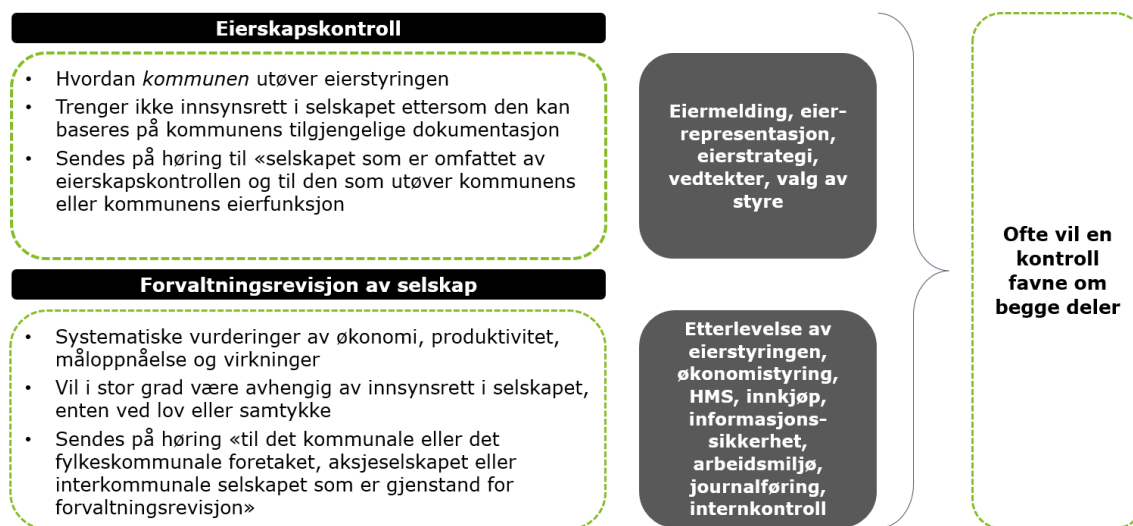 Eierskapskontroll
• Hvordan kommunen utøver eierstyringen
• Trenger ikke innsynsrett i selskapet ettersom den kan
baseres på kommunens tilgjengelige dokumentasjon
• Sendes på høring til «selskapet som er omfattet av
eierskapskontrollen og til den som utøver kommunens
eller kommunens eierfunksjon
Eiermelding, eier-
representasjon,
eierstrategi,
vedtekter, valg av
styre
Forvaltningsrevisjon av selskap
• Systematiske vurderinger av økonomi, produktivitet,
måloppnåelse og virkninger
• Vil i stor grad være avhengig av innsynsrett i selskapet,
enten ved lov eller samtykke
• Sendes på høring «til det kommunale eller det
fylkeskommunale foretaket, aksjeselskapet eller
interkommunale selskapet som er gjenstand for
forvaltningsrevisjon»
Etterlevelse av
eierstyringen,
økonomistyring,
HMS, innkjøp,
informasjons-
sikkerhet,
arbeidsmiljø,
journalføring,
internkontroll
Ofte vil en
kontroll
favne om
begge deler